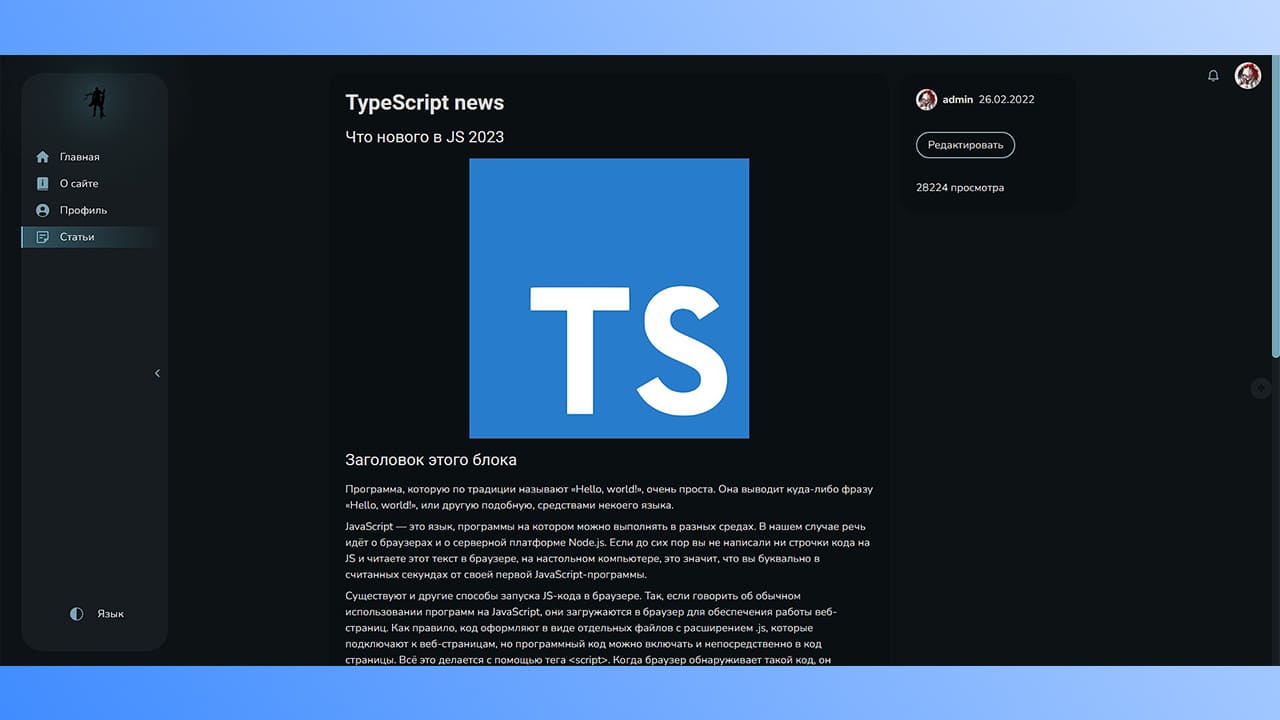 Главная
О сайте
Профиль
Статьи
Язык
TypeScript news
Что нового в JS 2023
TS
Заголовок этого блока
Программа, которую по традиции называют «Hello, world!», очень проста. Она выводит куда-либо фразу
«Hello, world!», или другую подобную, средствами некоего языка.
JavaScript — это язык, программы на котором можно выполнять в разных средах. В нашем случае речь
идёт о браузерах и о серверной платформе Node.js. Если до сих пор вы не написали ни строчки кода на
JS и читаете этот текст в браузере, на настольном компьютере, это значит, что вы буквально в
считанных секундах от своей первой JavaScript-программы.
Существуют и другие способы запуска JS-кода в браузере. Так, если говорить об обычном
использовании программ на JavaScript, они загружаются в браузер для обеспечения работы веб-
страниц. Как правило, код оформляют в виде отдельных файлов с расширением .js, которые
подключают к веб-страницам, но программный код можно включать и непосредственно в код
страницы. Всё это делается с помощью тега <script>. Когда браузер обнаруживает такой код, он
admin 26.02.2022
Редактировать
28224 просмотра